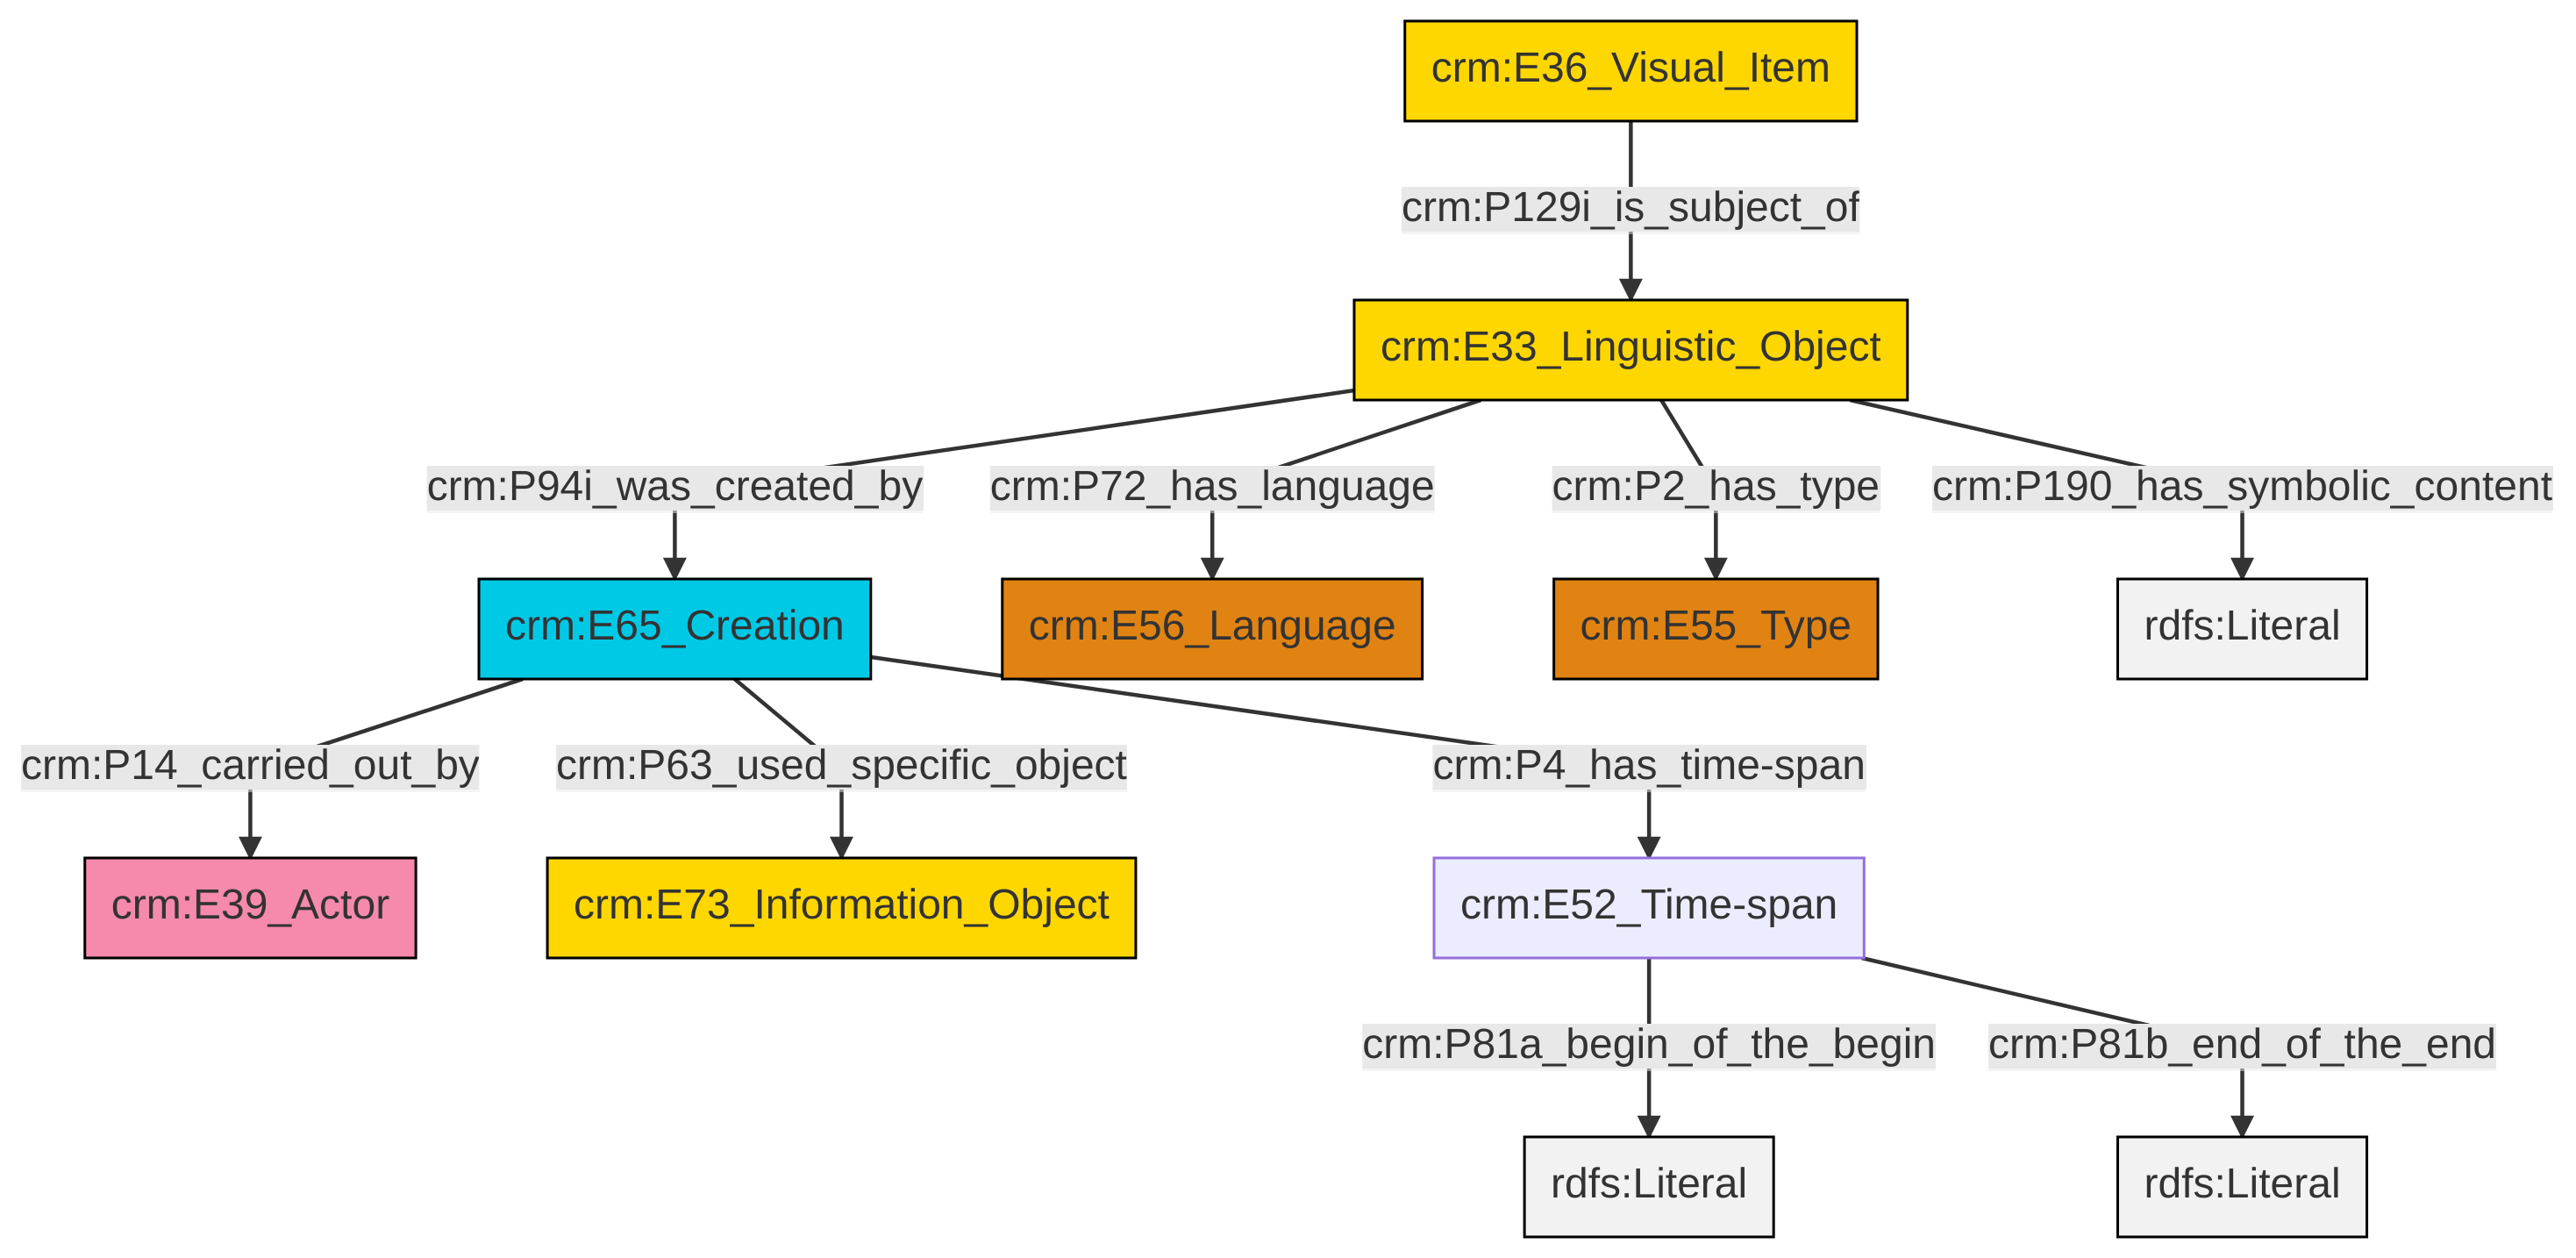 crm:E36_Visual_Item
crm:P129i_is_subject_of
crm:E33_Linguistic_Object
crm:P94i_was_created_by
crm:P72_has_language
crm:P2_has_type
crm:P190_has_symbolic_content
crm:E65_Creation
crm:E56_Language
crm:E55_Type
rdfs:Literal
crm:P14_carried_out_by
crm:P63_used_specific_object
crm:P4_has_time-span
crm:E39_Actor
crm:E73_Information_Object
crm:E52_Time-span
crm:P81a_begin_of_the_begin
crm:P81b_end_of_the_end
rdfs:Literal
rdfs:Literal